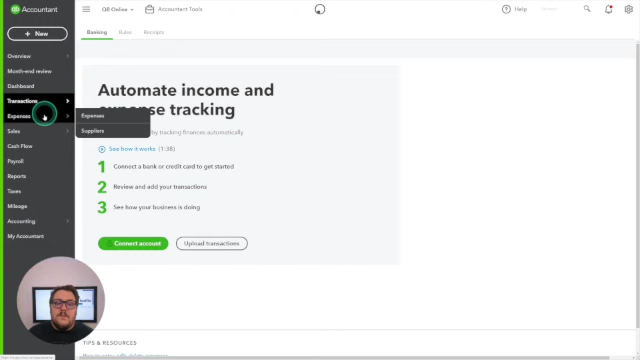 qb Accountant
QB Online
Accountant Tools
Help
+ New
Banking
Rules
Receipts
Overview
Month-end review
Dashboard
Transactions
Expenses
Sales
Cash Flow
Payroll
Reports
Taxes
Mileage
Accounting
My Accountant
Expenses
Suppliers
Automate income and
expense tracking
by tracking finances automatically
See how it works (1:38)
1 Connect a bank or credit card to get started
2 Review and add your transactions
3 See how your business is doing
Connect account
Upload transactions
TIPS & RESOURCES